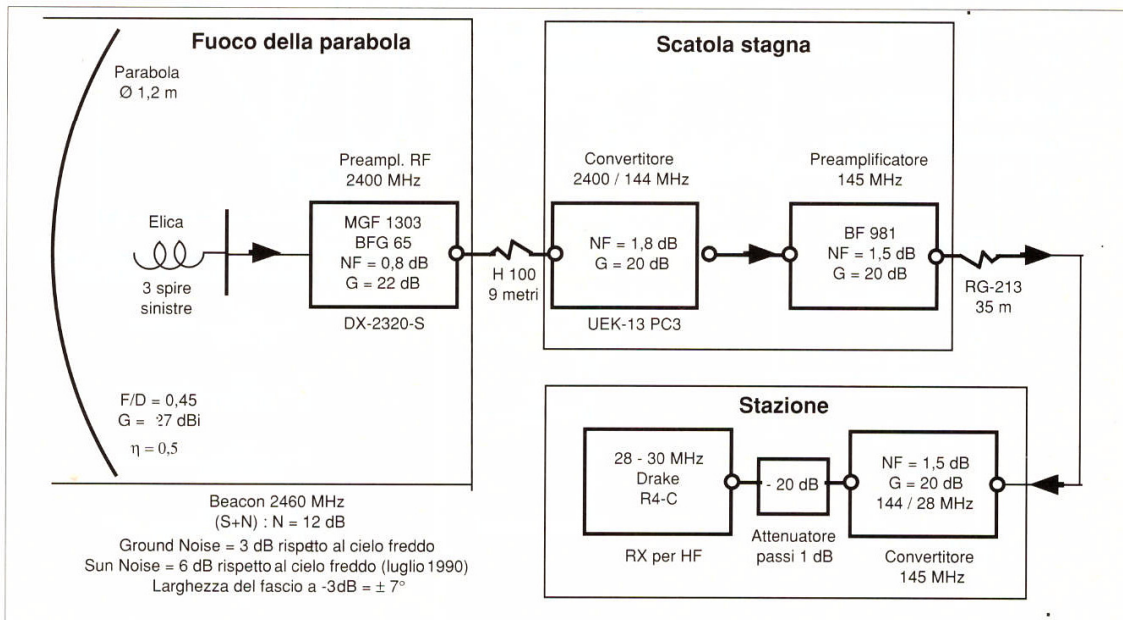 Fuoco della parabola
Parabola
Ø 1,2 m
Elica
3 spire
sinistre
Preampl. RF
2400 MHz
MGF 1303
BFG 65
NF = 0,8 dB
G = 22 dB
DX-2320-S
F/D = 0,45
G = 27 dBi
η = 0,5
H 100
9 metri
Scatola stagna
Convertitore
2400 / 144 MHz
NF = 1,8 dB
G = 20 dB
UEK-13 PC3
Preamplificatore
145 MHz
BF 981
NF = 1,5 dB
G = 20 dB
RG-213
35 m
Beacon 2460 MHz
(S+N) : N = 12 dB
Ground Noise = 3 dB rispetto al cielo freddo
Sun Noise = 6 dB rispetto al cielo freddo (luglio 1990)
Larghezza del fascio a -3dB = ± 7°
Stazione
28 - 30 MHz
Drake
R4-C
RX per HF
- 20 dB
Attenuatore
passi 1 dB
NF = 1,5 dB
G = 20 dB
144 / 28 MHz
Convertitore
145 MHz